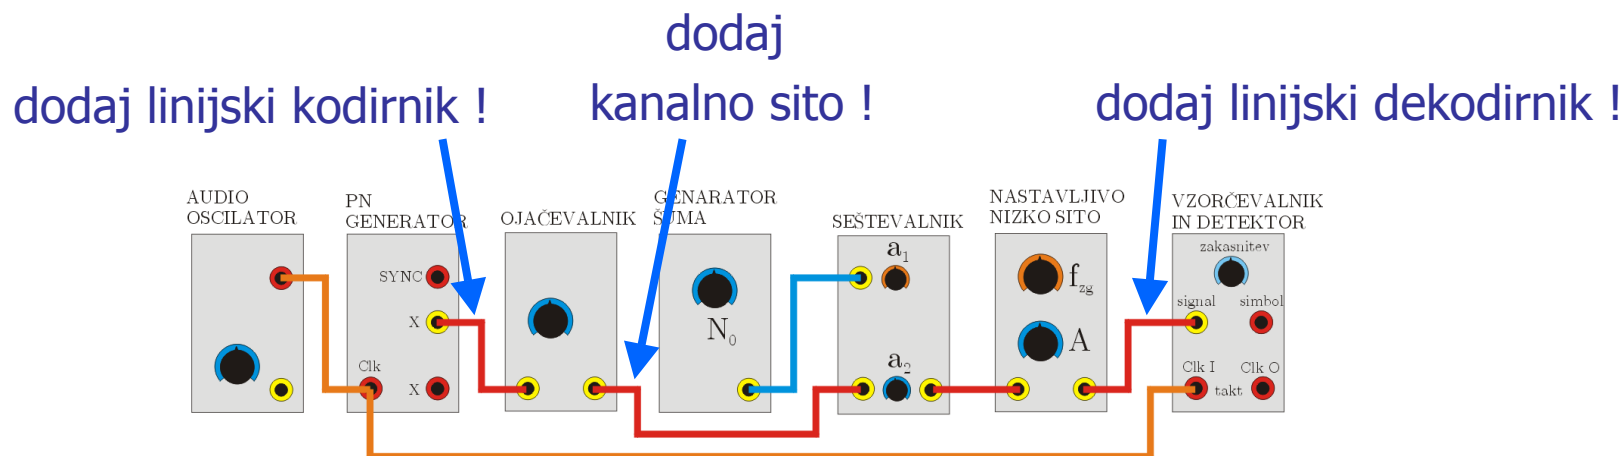 dodaj
dodaj linijski kodirnik !
kanalno sito !
dodaj linijski dekodirnik !
AUDIO
OSCILATOR
PN
GENERATOR
OJAČEVALNIK
GENARATOR
ŠUMA
SEŠTEVALNIK
NASTAVLJIVO
NIZKO SITO
VZORČEVALNIK
IN DETEKTOR
SYNC
X
Clk
X
N₀
a₁
a₂
f_zg
A
zakasnitev
signal
simbol
Clk I
Clk O
takt